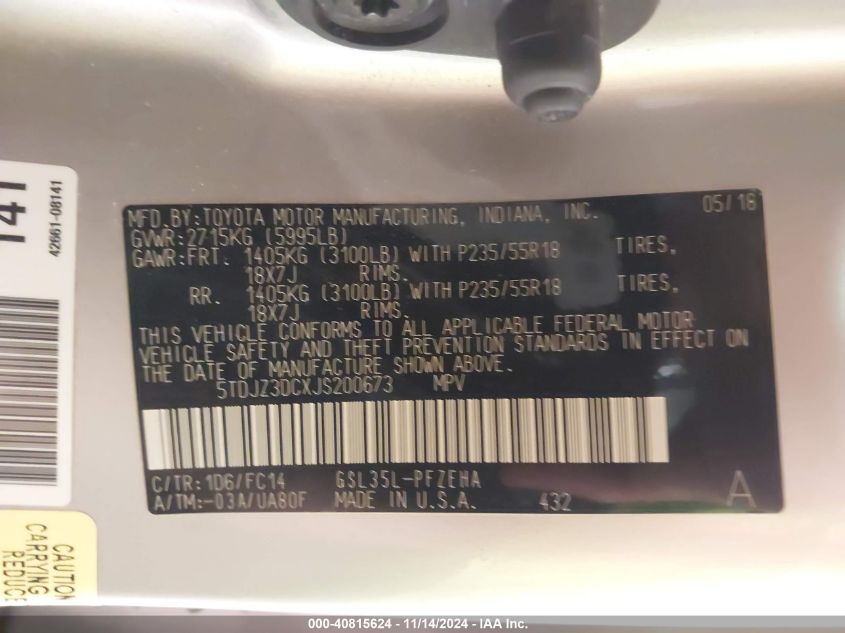 MFD.BY:TOYOTA MOTOR MANUFACTURING, INDIANA, INC. 05/18
GVWR:2715KG (5995LB)
GAWR:FRT. 1405KG (3100LB) WITH P235/55R18 TIRES,
18X7J RIMS.
RR. 1405KG (3100LB) WITH P235/55R18 TIRES,
18X7J RIMS.
THIS VEHICLE CONFORMS TO ALL APPLICABLE FEDERAL MOTOR
VEHICLE SAFETY AND THEFT PREVENTION STANDARDS IN EFFECT ON
THE DATE OF MANUFACTURE SHOWN ABOVE.
5TDJZ3DCXJS200673 MPV
C/TR:1D6/FC14 GSL35L-PFZEHA
A/TM:-03A/UA80F MADE IN U.S.A. 432 A
141
42661-08141
CAUTION
CARRYING
REDUCE
000-40815624 - 11/14/2024 - IAA Inc.